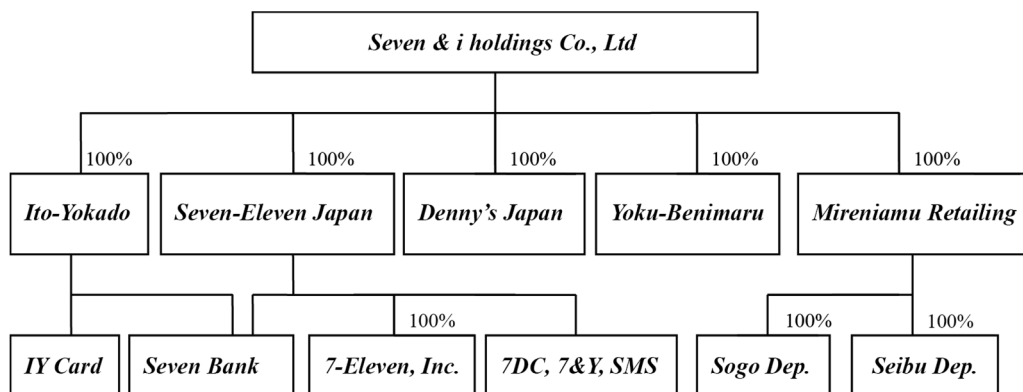 Seven & i holdings Co., Ltd
100% 100% 100% 100% 100%
Ito-Yokado Seven-Eleven Japan Denny's Japan Yoku-Benimaru Mireniamu Retailing
100% 100% 100%
IY Card Seven Bank 7-Eleven, Inc. 7DC, 7&Y, SMS Sogo Dep. Seibu Dep.